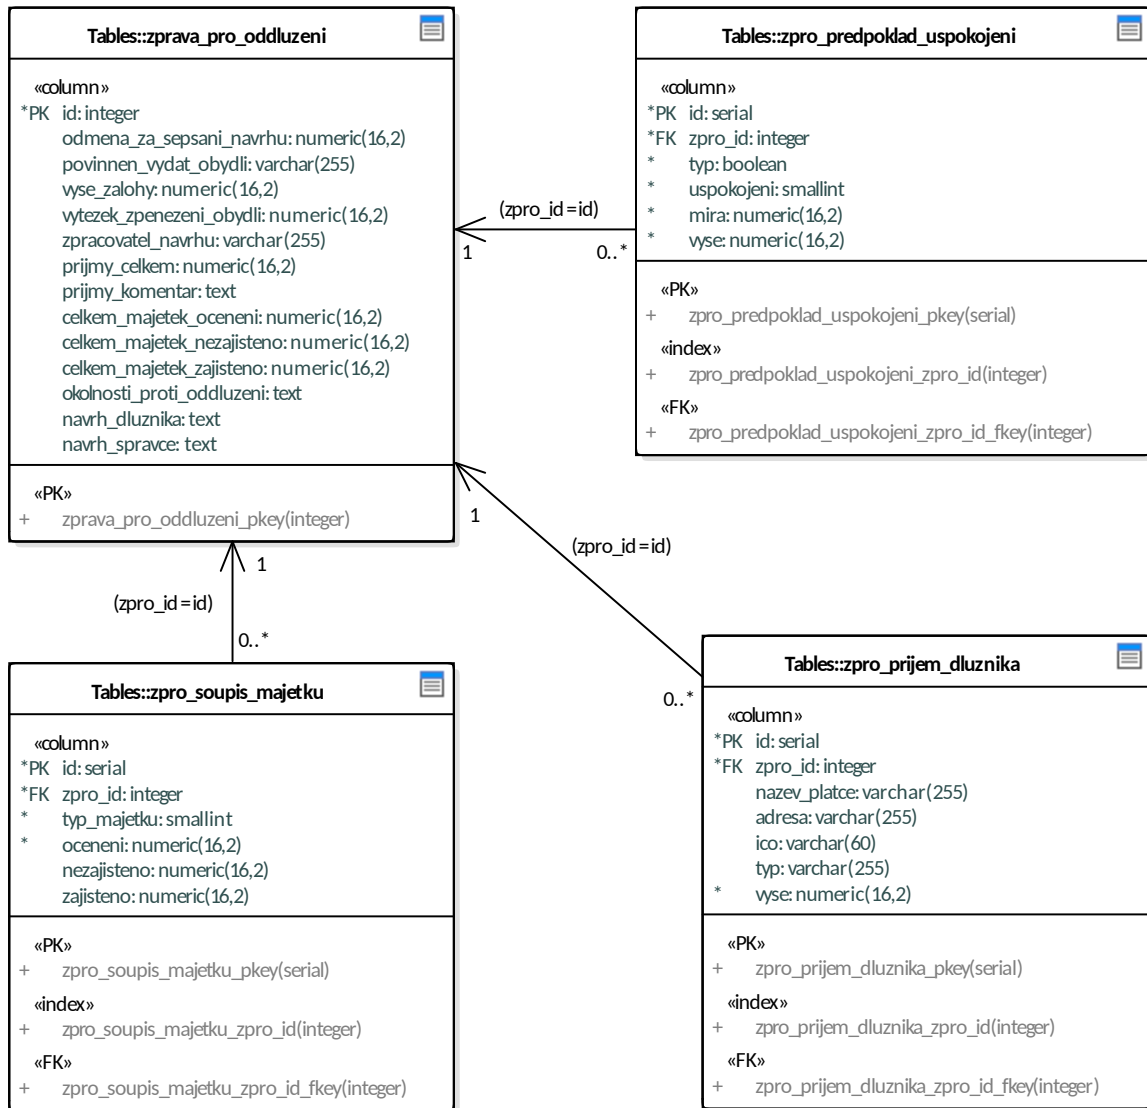 Tables::zprava_pro_oddluzeni
«column»
*PK id: integer
odmena_za_sepsani_navrhu: numeric(16,2)
povinnen_vydat_obydli: varchar(255)
vyse_zalohy: numeric(16,2)
vytezek_zpenezeni_obydli: numeric(16,2)
zpracovatel_navrhu: varchar(255)
prijmy_celkem: numeric(16,2)
prijmy_komentar: text
celkem_majetek_oceneni: numeric(16,2)
celkem_majetek_nezajisteno: numeric(16,2)
celkem_majetek_zajisteno: numeric(16,2)
okolnosti_proti_oddluzeni: text
navrh_dluznika: text
navrh_spravce: text
«PK»
+ zprava_pro_oddluzeni_pkey(integer)
Tables::zpro_predpoklad_uspokojeni
«column»
*PK id: serial
*FK zpro_id: integer
* typ: boolean
* uspokojeni: smallint
* mira: numeric(16,2)
* vyse: numeric(16,2)
«PK»
+ zpro_predpoklad_uspokojeni_pkey(serial)
«index»
+ zpro_predpoklad_uspokojeni_zpro_id(integer)
«FK»
+ zpro_predpoklad_uspokojeni_zpro_id_fkey(integer)
(zpro_id =id)
1
0..*
1
(zpro_id =id)
0..*
1
(zpro_id =id)
0..*
Tables::zpro_soupis_majetku
«column»
*PK id: serial
*FK zpro_id: integer
* typ_majetku: smallint
* oceneni: numeric(16,2)
nezajisteno: numeric(16,2)
zajisteno: numeric(16,2)
«PK»
+ zpro_soupis_majetku_pkey(serial)
«index»
+ zpro_soupis_majetku_zpro_id(integer)
«FK»
+ zpro_soupis_majetku_zpro_id_fkey(integer)
Tables::zpro_prijem_dluznika
«column»
*PK id: serial
*FK zpro_id: integer
nazev_platce: varchar(255)
adresa: varchar(255)
ico: varchar(60)
typ: varchar(255)
* vyse: numeric(16,2)
«PK»
+ zpro_prijem_dluznika_pkey(serial)
«index»
+ zpro_prijem_dluznika_zpro_id(integer)
«FK»
+ zpro_prijem_dluznika_zpro_id_fkey(integer)